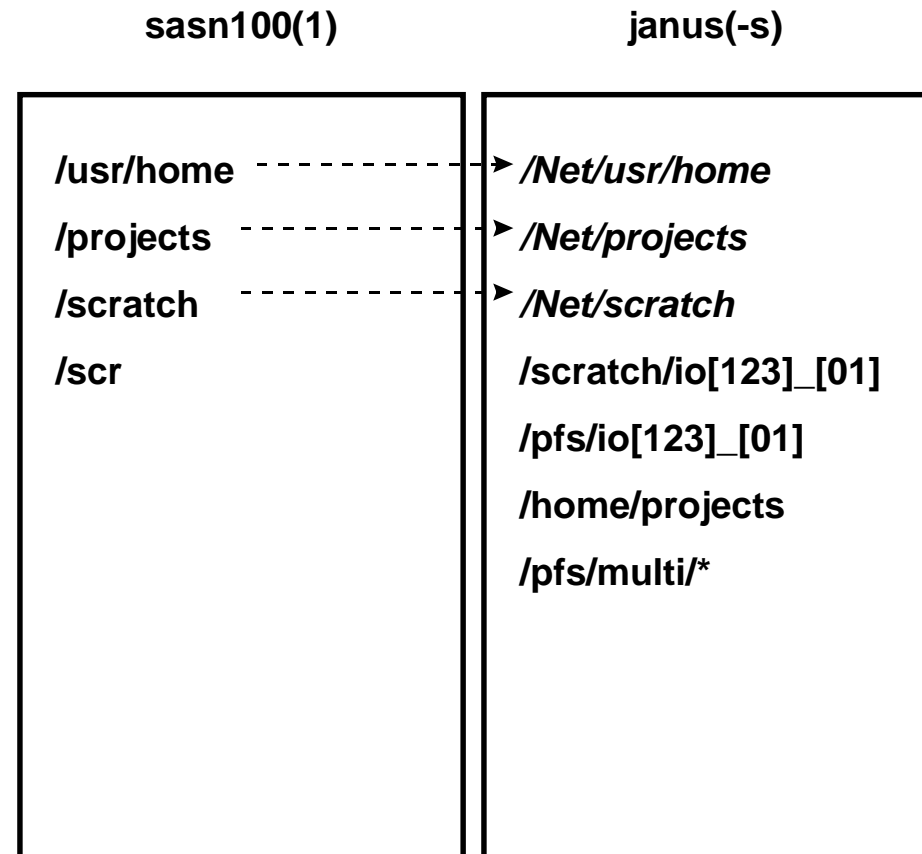 sasn100(1)
janus(-s)
/usr/home
/projects
/scratch
/scr
/Net/usr/home
/Net/projects
/Net/scratch
/scratch/io[123]_[01]
/pfs/io[123]_[01]
/home/projects
/pfs/multi/*